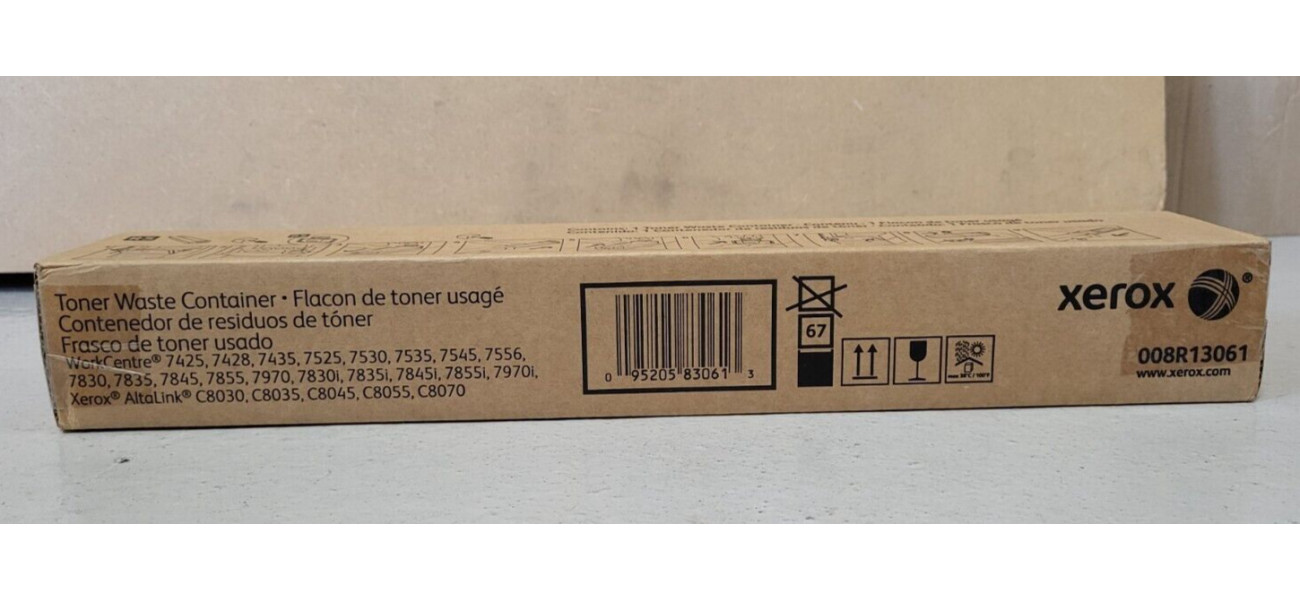 Toner Waste Container • Flacon de toner usagé
Contenedor de residuos de tóner
Frasco de toner usado
WorkCentre® 7425, 7428, 7435, 7525, 7530, 7535, 7545, 7556,
7830, 7835, 7845, 7855, 7970, 7830i, 7835i, 7845i, 7855i, 7970i,
Xerox® AltaLink® C8030, C8035, C8045, C8055, C8070
0 95205 83061 3
67
xerox ®
008R13061
www.xerox.com